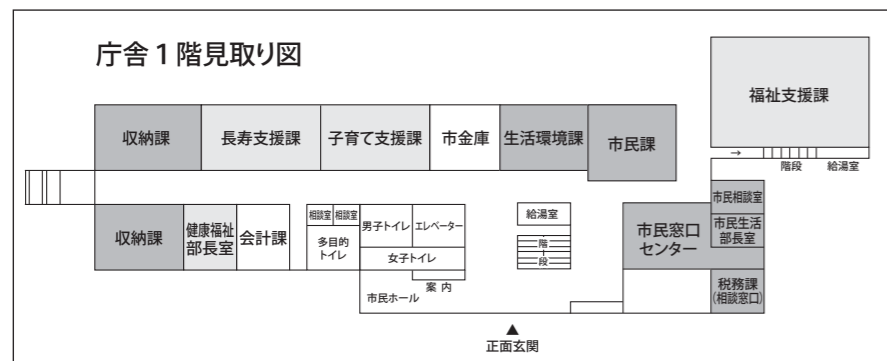 庁舎1階見取り図
福祉支援課
収納課
長寿支援課
子育て支援課
市金庫
生活環境課
市民課
→
階段
給湯室
収納課
健康福祉
部長室
会計課
相談室
相談室
多目的
トイレ
男子トイレ
エレベーター
女子トイレ
案内
市民ホール
給湯室
階
段
市民窓口
センター
市民相談室
市民生活
部長室
税務課
(相談窓口)
▲
正面玄関